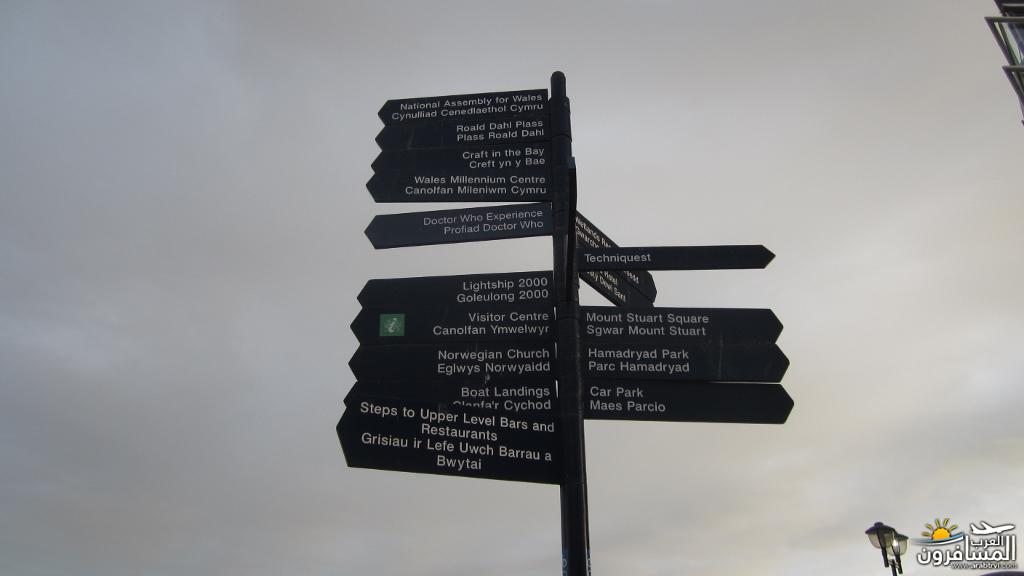 National Assembly for Wales
Cynulliad Cenedlaethol Cymru
Roald Dahl Plass
Plass Roald Dahl
Craft in the Bay
Creft yn y Bae
Wales Millennium Centre
Canolfan Mileniwm Cymru
Doctor Who Experience
Profiad Doctor Who
Wetlands
Techniquest
Lightship 2000
Goleulong 2000
Visitor Centre
Canolfan Ymwelwyr
i
Norwegian Church
Eglwys Norwyaidd
Boat Landings
Glanfa'r Cychod
Steps to Upper Level Bars and
Restaurants
Grisiau ir Lefe Uwch Barrau a
Bwytai
Mount Stuart Square
Sgwar Mount Stuart
Hamadryad Park
Parc Hamadryad
Car Park
Maes Parcio
العرب
المسافرون
www.arabtrvl.com